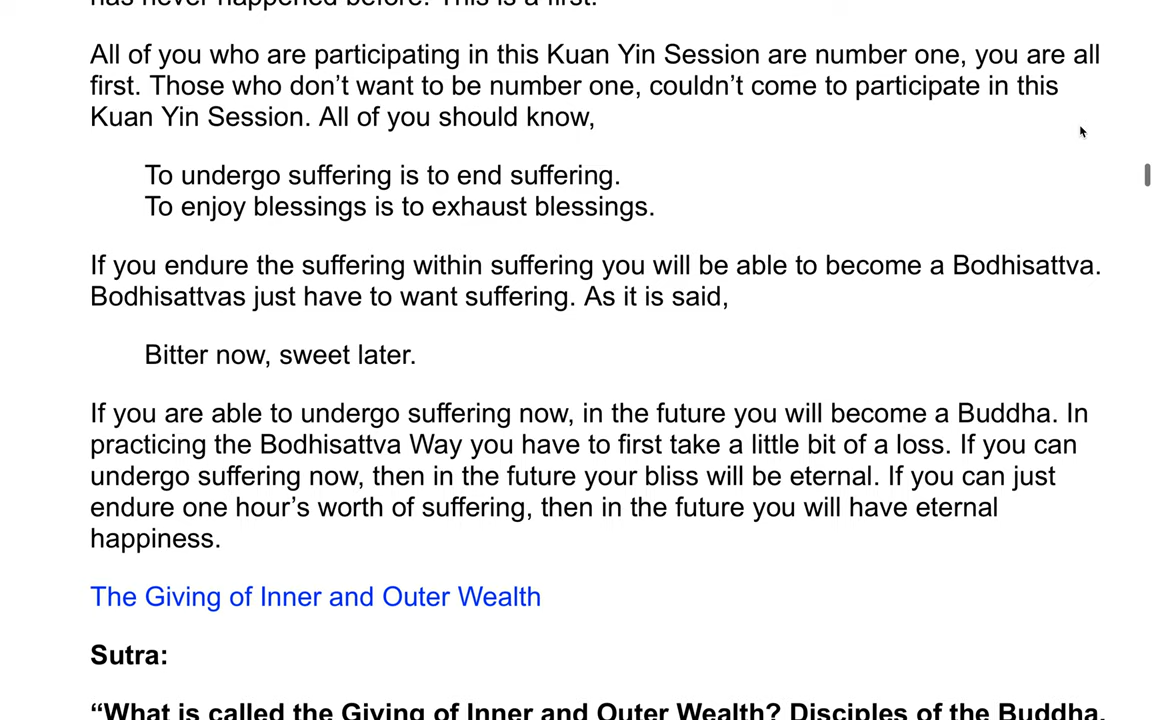 has never happened before! This is a first.
All of you who are participating in this Kuan Yin Session are number one, you are all
first. Those who don’t want to be number one, couldn’t come to participate in this
Kuan Yin Session. All of you should know,
To undergo suffering is to end suffering.
To enjoy blessings is to exhaust blessings.
If you endure the suffering within suffering you will be able to become a Bodhisattva.
Bodhisattvas just have to want suffering. As it is said,
Bitter now, sweet later.
If you are able to undergo suffering now, in the future you will become a Buddha. In
practicing the Bodhisattva Way you have to first take a little bit of a loss. If you can
undergo suffering now, then in the future your bliss will be eternal. If you can just
endure one hour’s worth of suffering, then in the future you will have eternal
happiness.
The Giving of Inner and Outer Wealth
Sutra:
“What is called the Giving of Inner and Outer Wealth? Disciples of the Buddha,